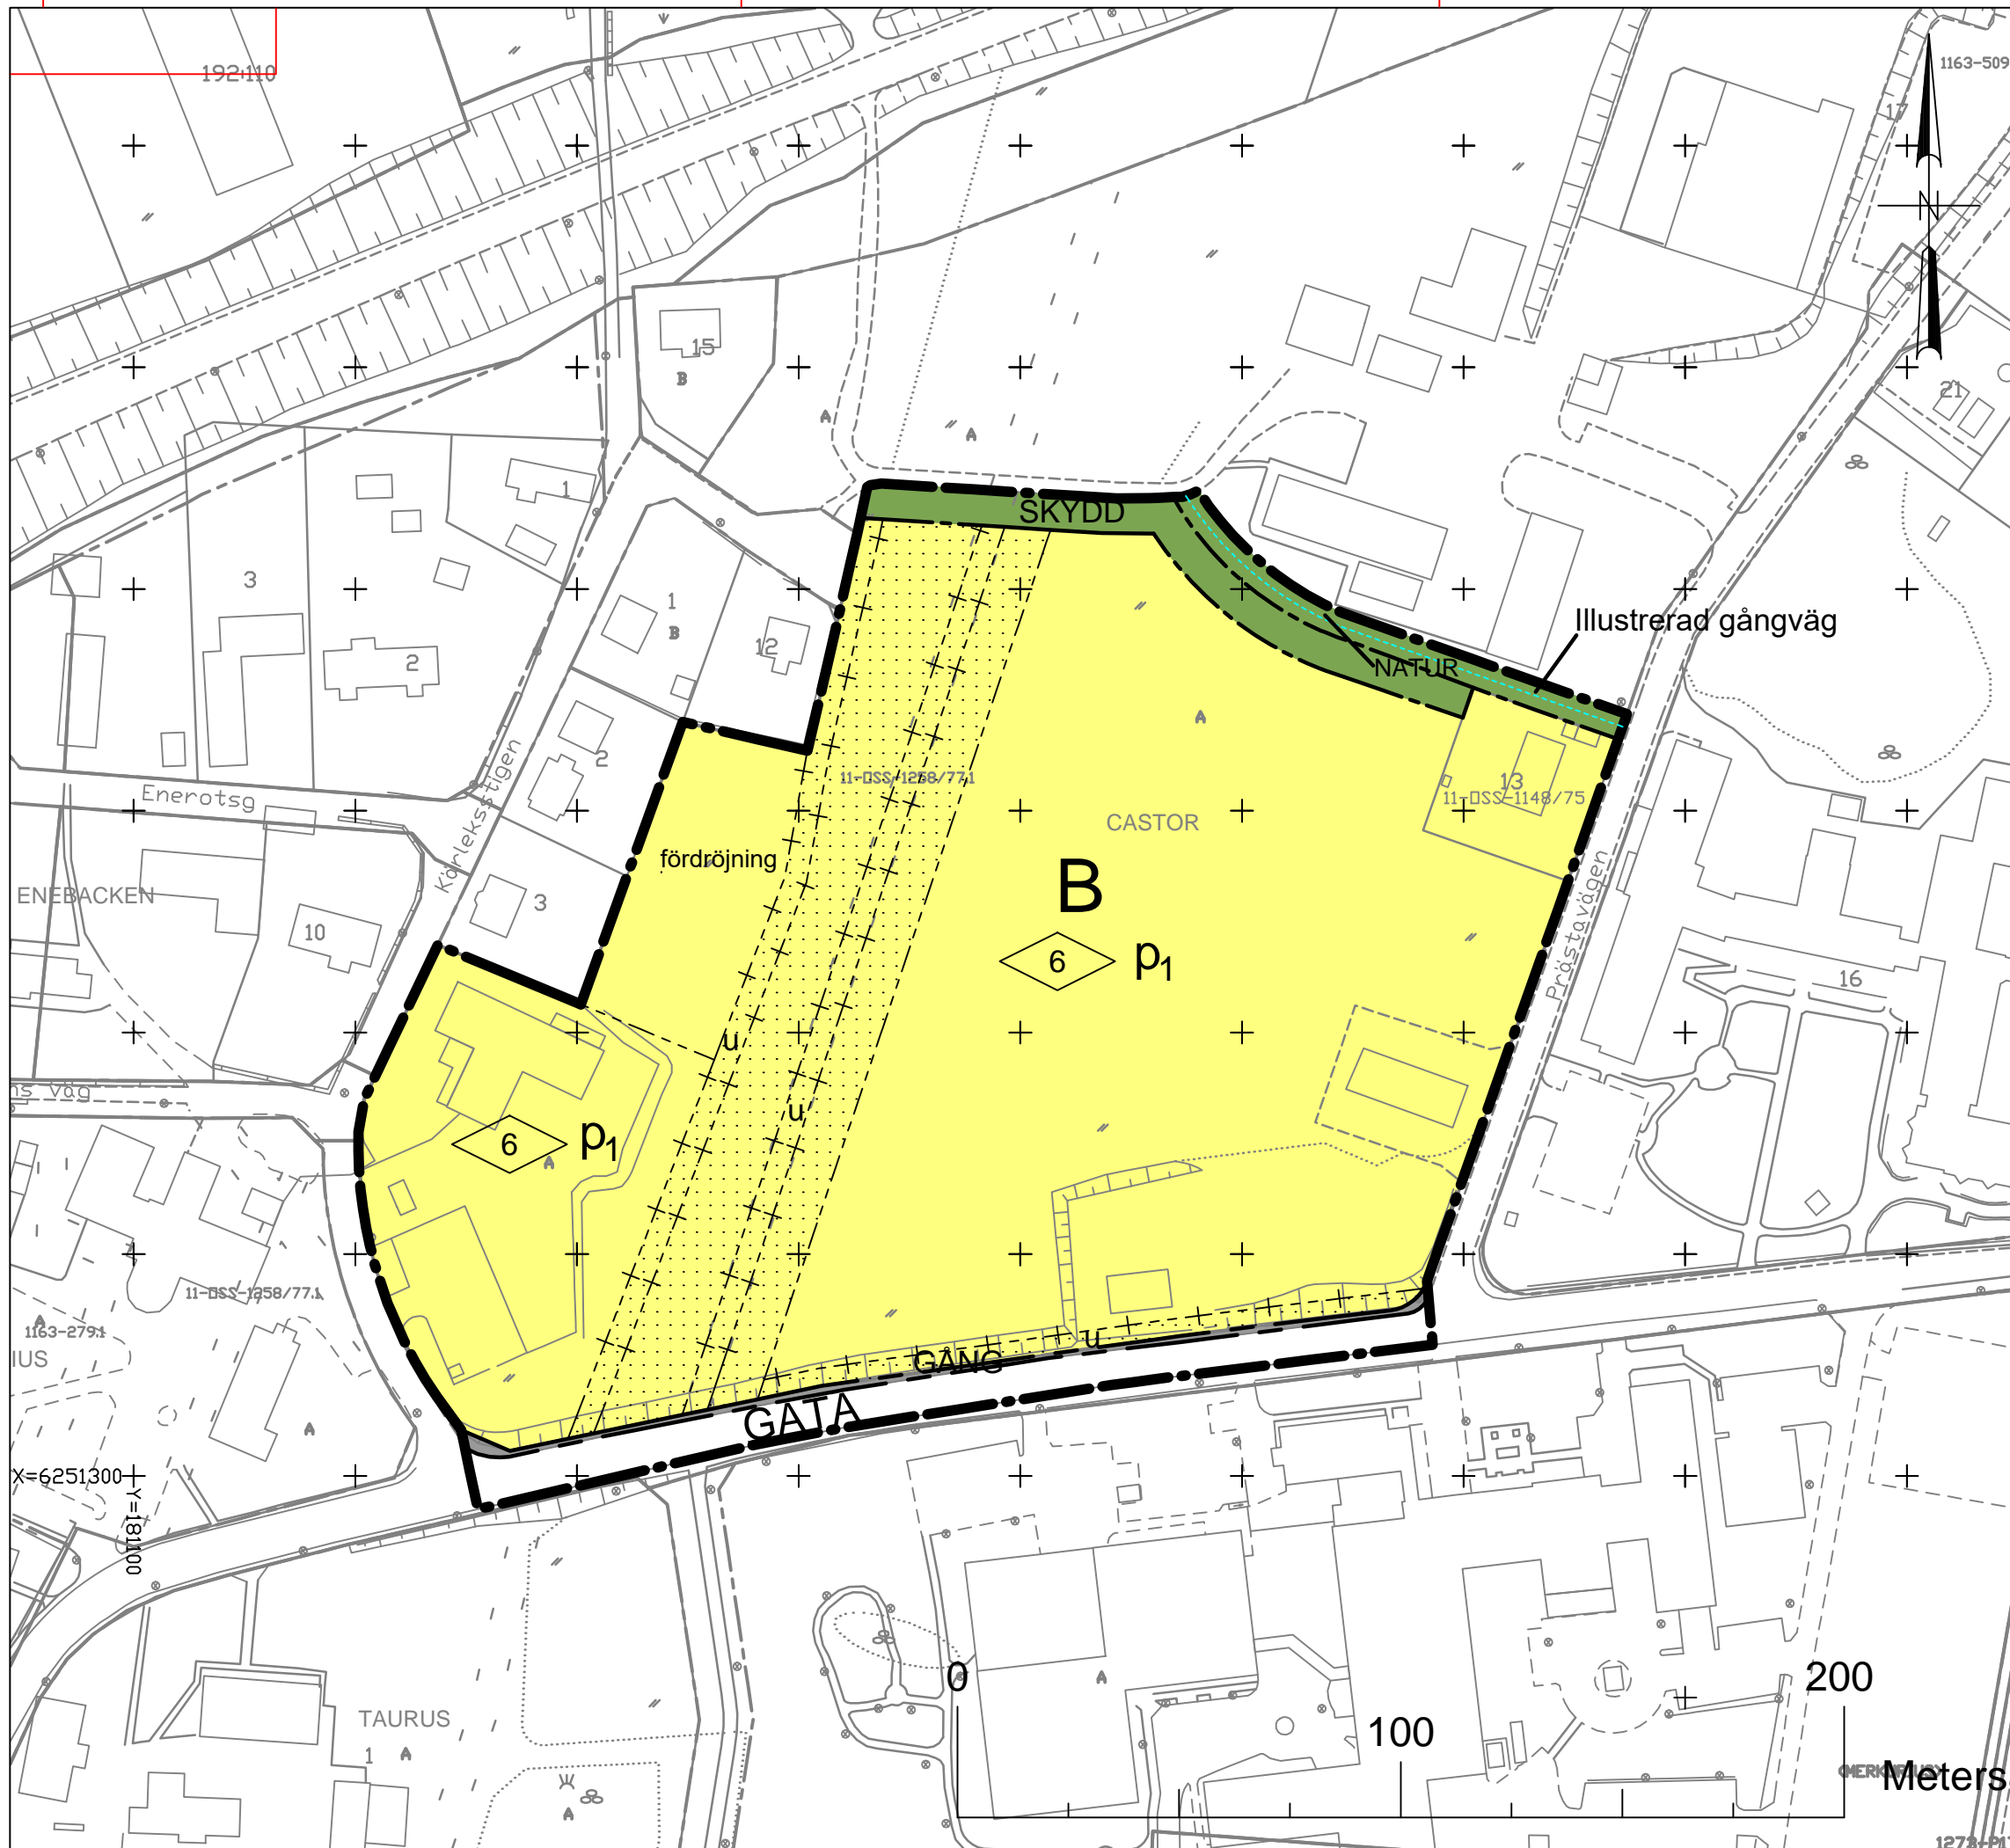 192:110
1163-509
17
15
B
21
1
SKYDD
3
1
B
12
Illustrerad gångväg
2
NATUR
2
Kärleksstigen
11-DSS-1258/77.1
13
11-DSS-1148/75
Enerotsg
CASTOR
fördröjning
B
Prästavägen
ENEBACKEN
3
10
6
p1
16
u
ns väg
u
6
p1
11-DSS-1258/77.1
1163-279.1
IUS
u
GÅNG
GATA
X=6251300
Y=181100
0
200
TAURUS
100
1
Meters